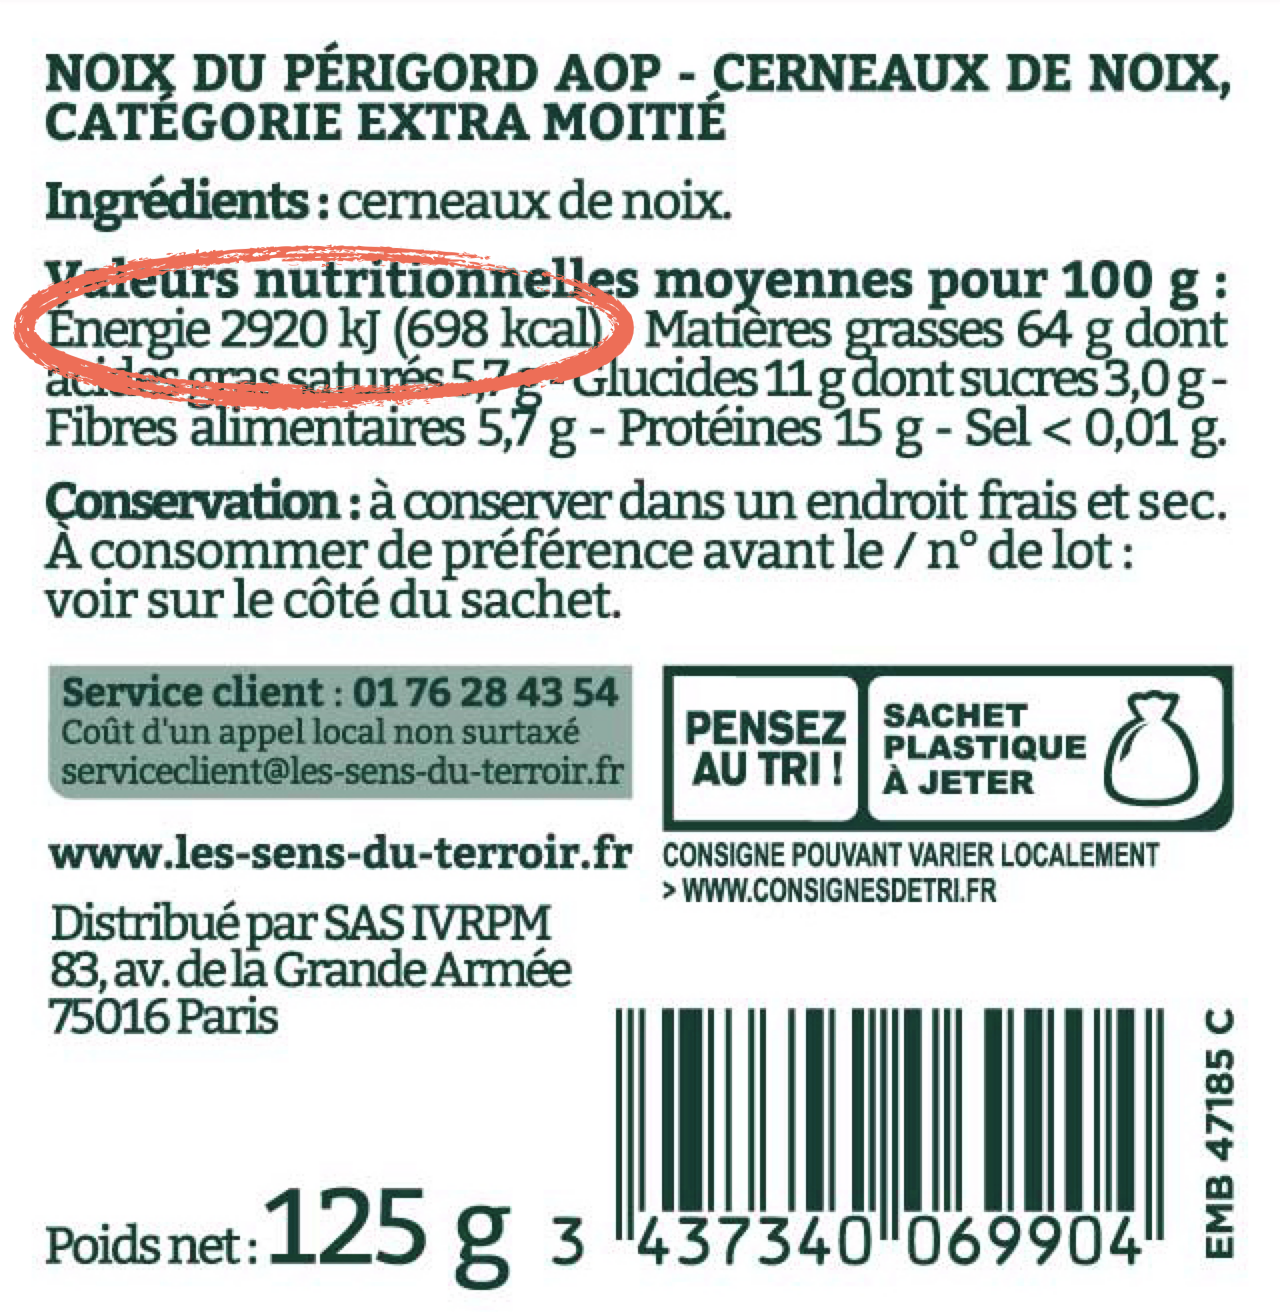 NOIX DU PÉRIGORD AOP - CERNEAUX DE NOIX,
CATÉGORIE EXTRA MOITIÉ
Ingrédients : cerneaux de noix.
Valeurs nutritionnelles moyennes pour 100 g :
Énergie 2920 kJ (698 kcal) Matières grasses 64 g dont
acides gras saturés 5,7 g - Glucides 11 g dont sucres 3,0 g -
Fibres alimentaires 5,7 g - Protéines 15 g - Sel < 0,01 g.
Conservation : à conserver dans un endroit frais et sec.
À consommer de préférence avant le / n° de lot :
voir sur le côté du sachet.
Service client : 01 76 28 43 54
Coût d'un appel local non surtaxé
serviceclient@les-sens-du-terroir.fr
www.les-sens-du-terroir.fr
Distribué par SAS IVRPM
83, av. de la Grande Armée
75016 Paris
PENSEZ
AU TRI !
SACHET
PLASTIQUE
À JETER
CONSIGNE POUVANT VARIER LOCALEMENT
> WWW.CONSIGNESDETRI.FR
Poids net : 125 g
3 437340 069904
EMB 47185 C